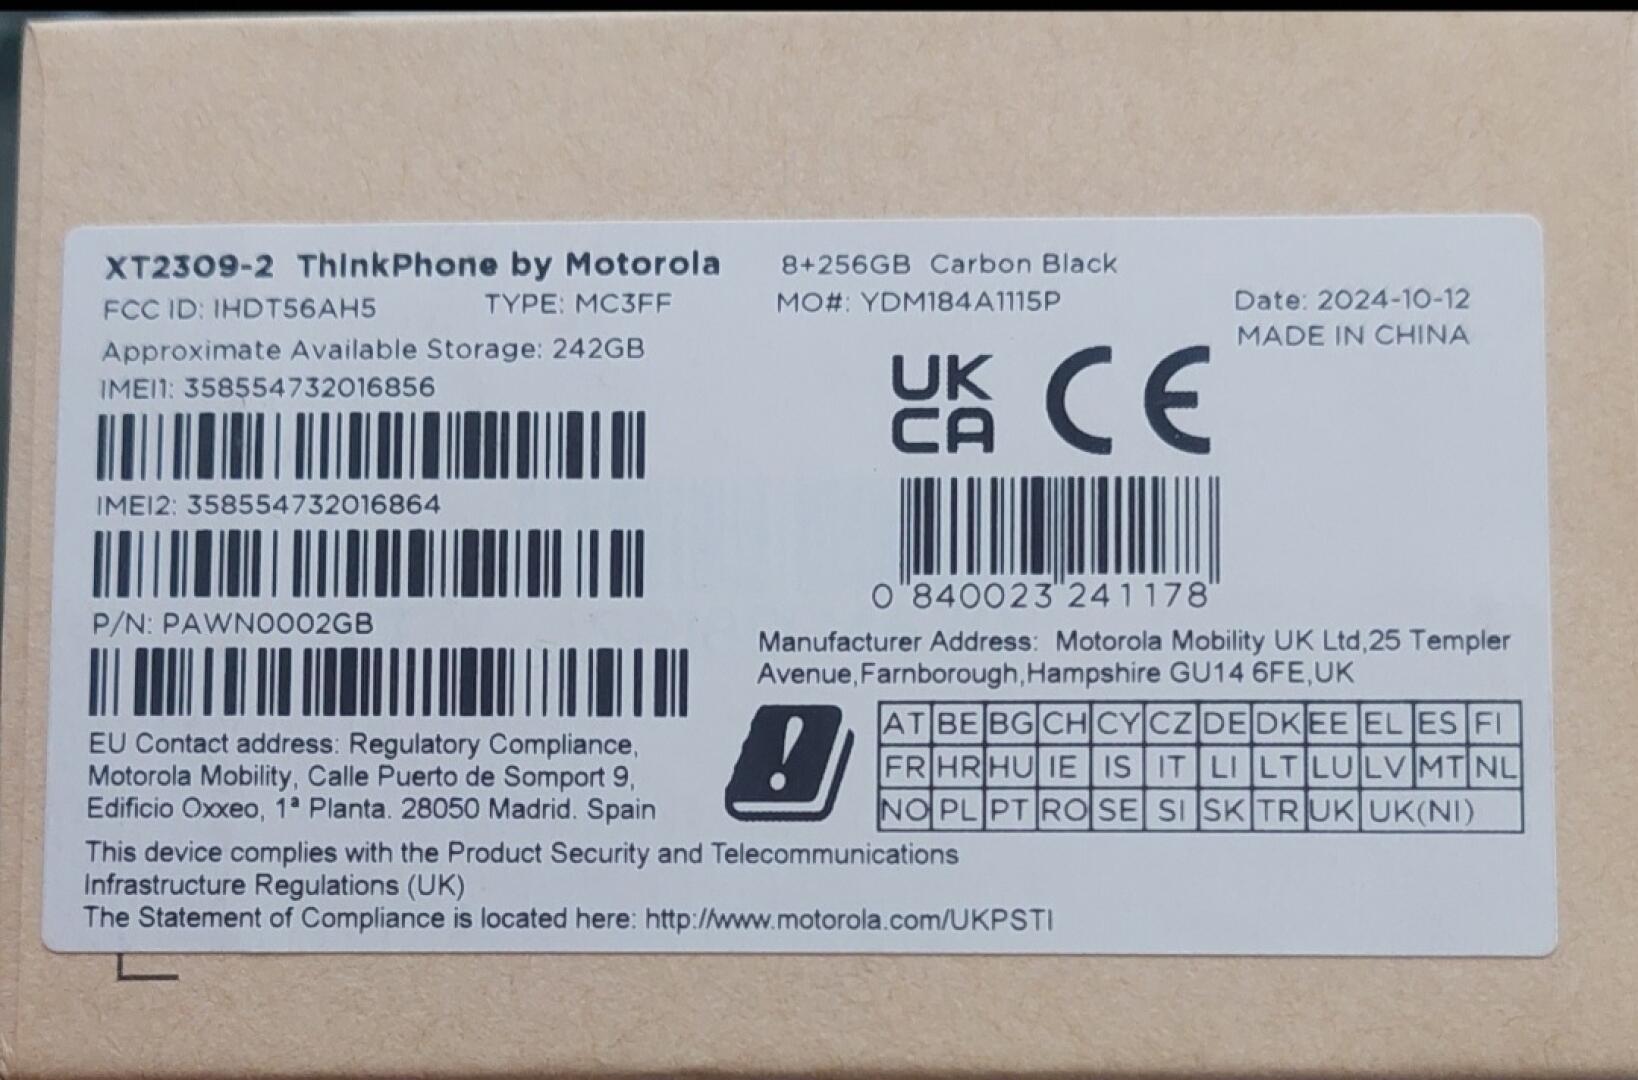 XT2309-2 ThinkPhone by Motorola 8+256GB Carbon Black
FCC ID: IHDT56AH5 TYPE: MC3FF MO#: YDM184A1115P Date: 2024-10-12
MADE IN CHINA
Approximate Available Storage: 242GB
IMEI1: 358554732016856
UK
CA CE
IMEI2: 358554732016864
0 840023 241178
P/N: PAWN0002GB
Manufacturer Address: Motorola Mobility UK Ltd,25 Templer
Avenue,Farnborough,Hampshire GU14 6FE,UK
EU Contact address: Regulatory Compliance,
Motorola Mobility, Calle Puerto de Somport 9,
Edificio Oxxeo, 1ª Planta. 28050 Madrid. Spain
! AT BE BG CH CY CZ DE DK EE EL ES FI
FR HR HU IE IS IT LI LT LU LV MT NL
NO PL PT RO SE SI SK TR UK UK(NI)
This device complies with the Product Security and Telecommunications
Infrastructure Regulations (UK)
The Statement of Compliance is located here: http://www.motorola.com/UKPSTI